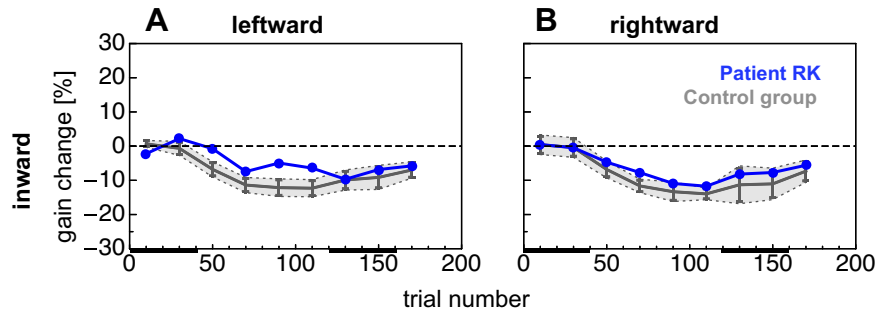 A leftward
B rightward
Patient RK
Control group
inward
gain change [%]
30
20
10
0
−10
−20
−30
0 50 100 150 200
0 50 100 150 200
trial number